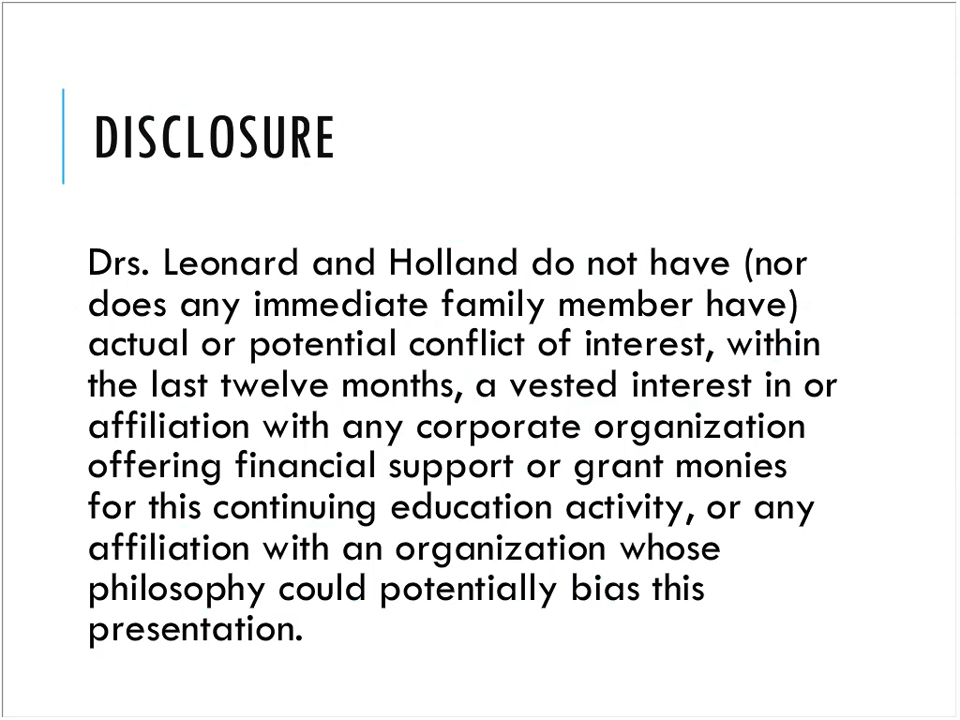 DISCLOSURE
Drs. Leonard and Holland do not have (nor
does any immediate family member have)
actual or potential conflict of interest, within
the last twelve months, a vested interest in or
affiliation with any corporate organization
offering financial support or grant monies
for this continuing education activity, or any
affiliation with an organization whose
philosophy could potentially bias this
presentation.